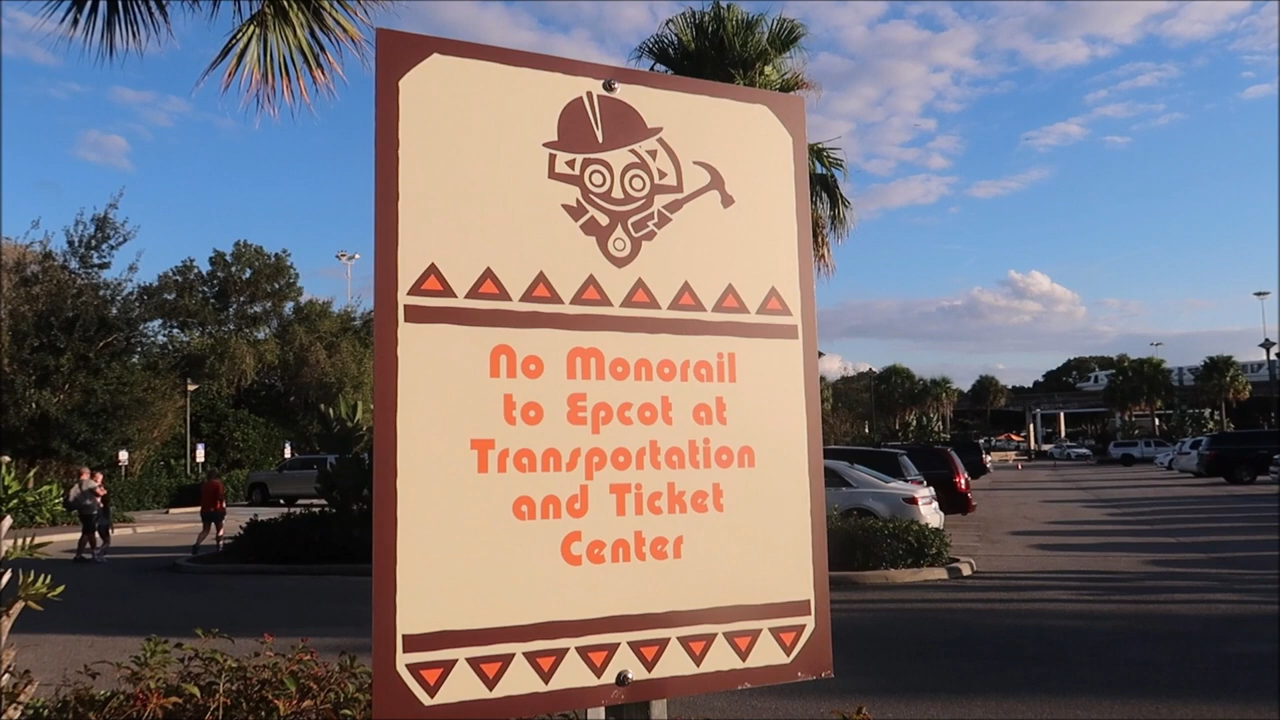 No Monorail
to Epcot at
Transportation
and Ticket
Center